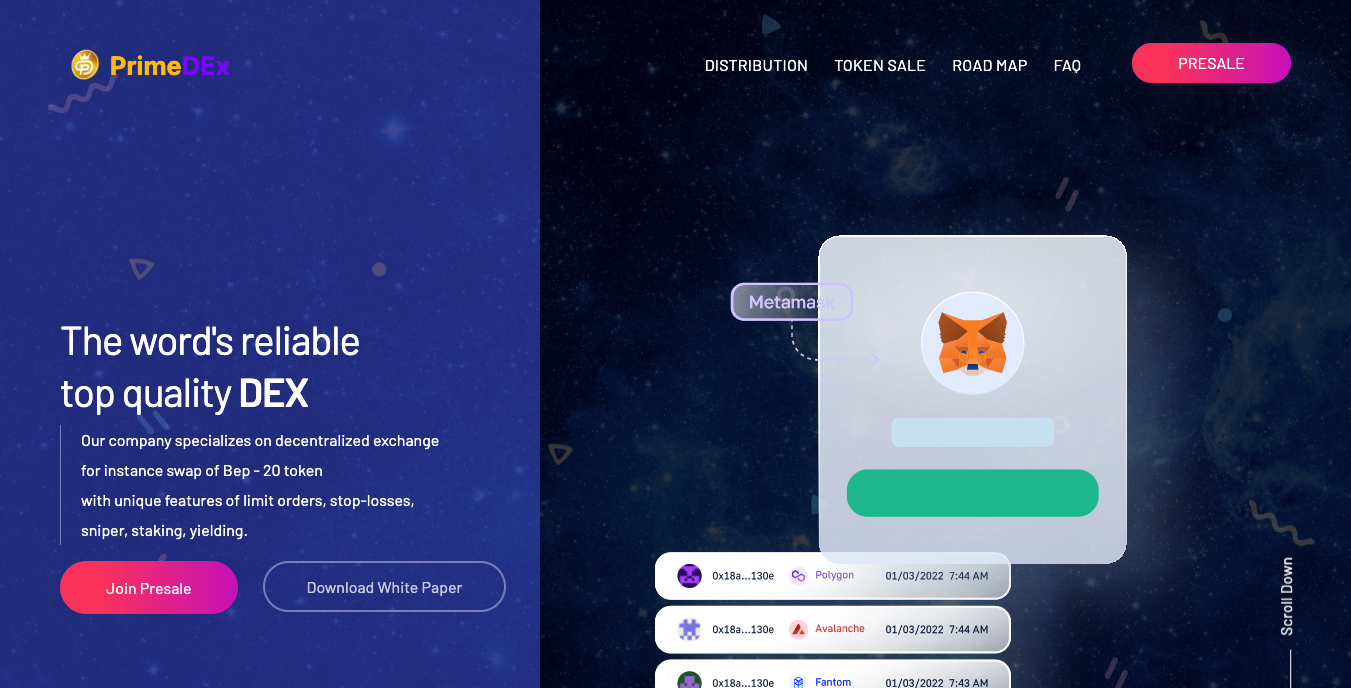 PrimeDEx
DISTRIBUTION
TOKEN SALE
ROAD MAP
FAQ
PRESALE
The word's reliable
top quality DEX
Our company specializes on decentralized exchange
for instance swap of Bep - 20 token
with unique features of limit orders, stop-losses,
sniper, staking, yielding.
Join Presale
Download White Paper
Metamask
0x18a...130e Polygon 01/03/2022 7:44 AM
0x18a...130e Avalanche 01/03/2022 7:44 AM
0x18a...130e Fantom 01/03/2022 7:43 AM
Scroll Down